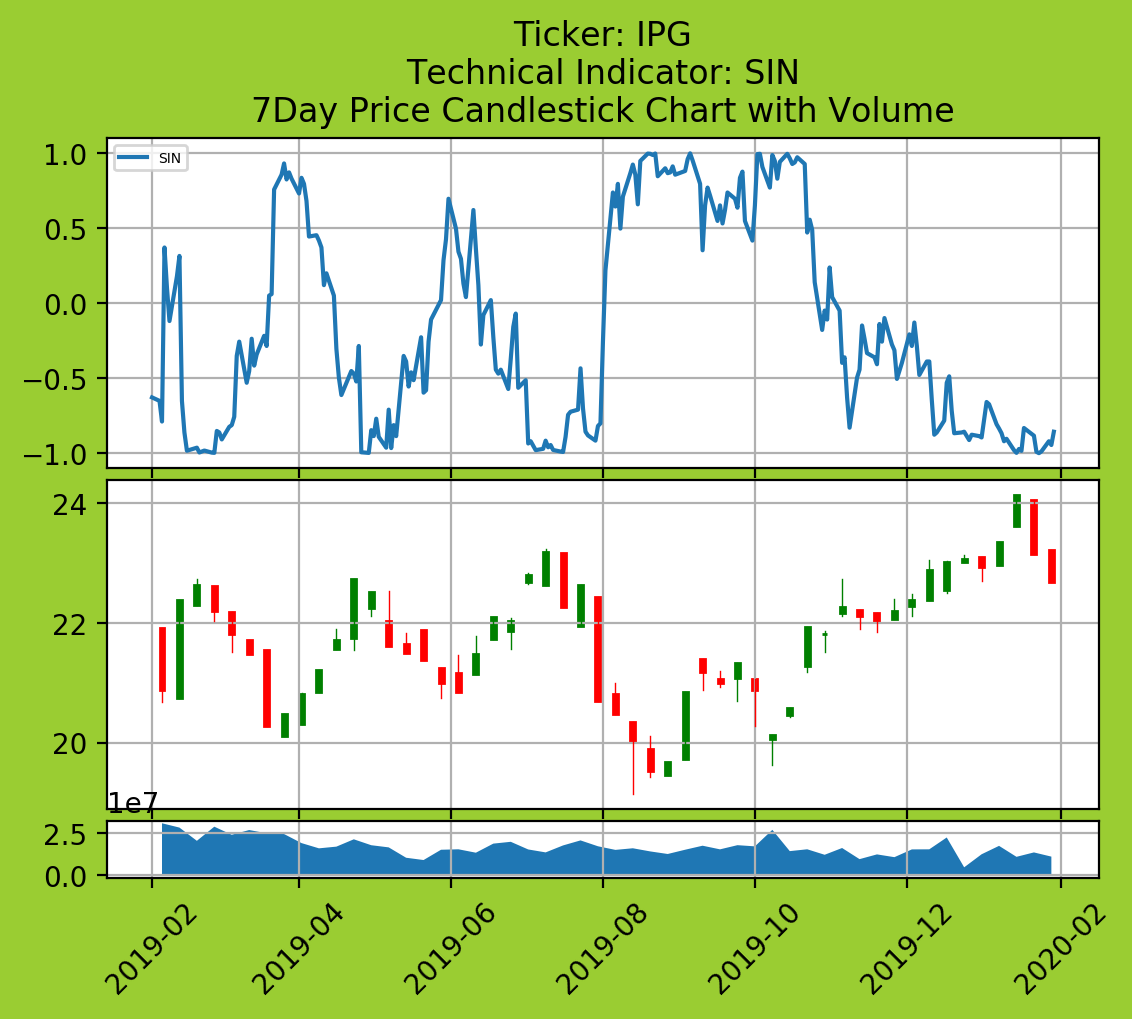 Ticker: IPG
Technical Indicator: SIN
7Day Price Candlestick Chart with Volume
SIN
1.0
0.5
0.0
−0.5
−1.0
24
22
20
1e7
2.5
0.0
2019-02 2019-04 2019-06 2019-08 2019-10 2019-12 2020-02